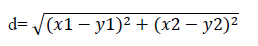 d= √(x1 − y1)² + (x2 − y2)²